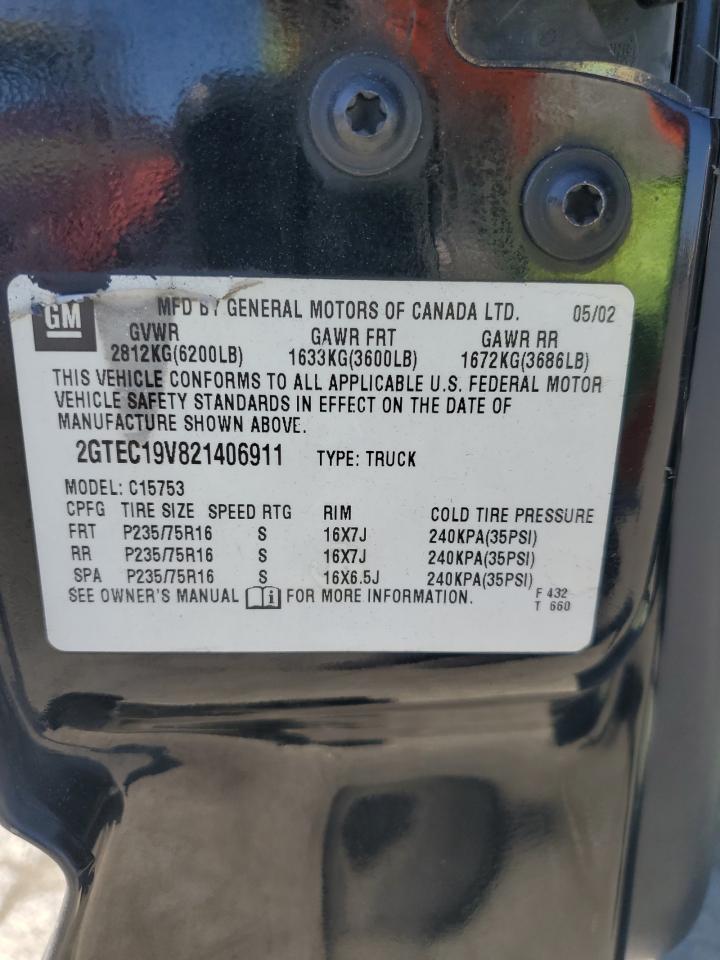 GM
MFD BY GENERAL MOTORS OF CANADA LTD. 05/02
GVWR GAWR FRT GAWR RR
2812KG(6200LB) 1633KG(3600LB) 1672KG(3686LB)
THIS VEHICLE CONFORMS TO ALL APPLICABLE U.S. FEDERAL MOTOR
VEHICLE SAFETY STANDARDS IN EFFECT ON THE DATE OF
MANUFACTURE SHOWN ABOVE.
2GTEC19V821406911 TYPE: TRUCK
MODEL: C15753
CPFG TIRE SIZE SPEED RTG RIM COLD TIRE PRESSURE
FRT P235/75R16 S 16X7J 240KPA(35PSI)
RR P235/75R16 S 16X7J 240KPA(35PSI)
SPA P235/75R16 S 16X6.5J 240KPA(35PSI)
SEE OWNER'S MANUAL i FOR MORE INFORMATION. F 432
T 660